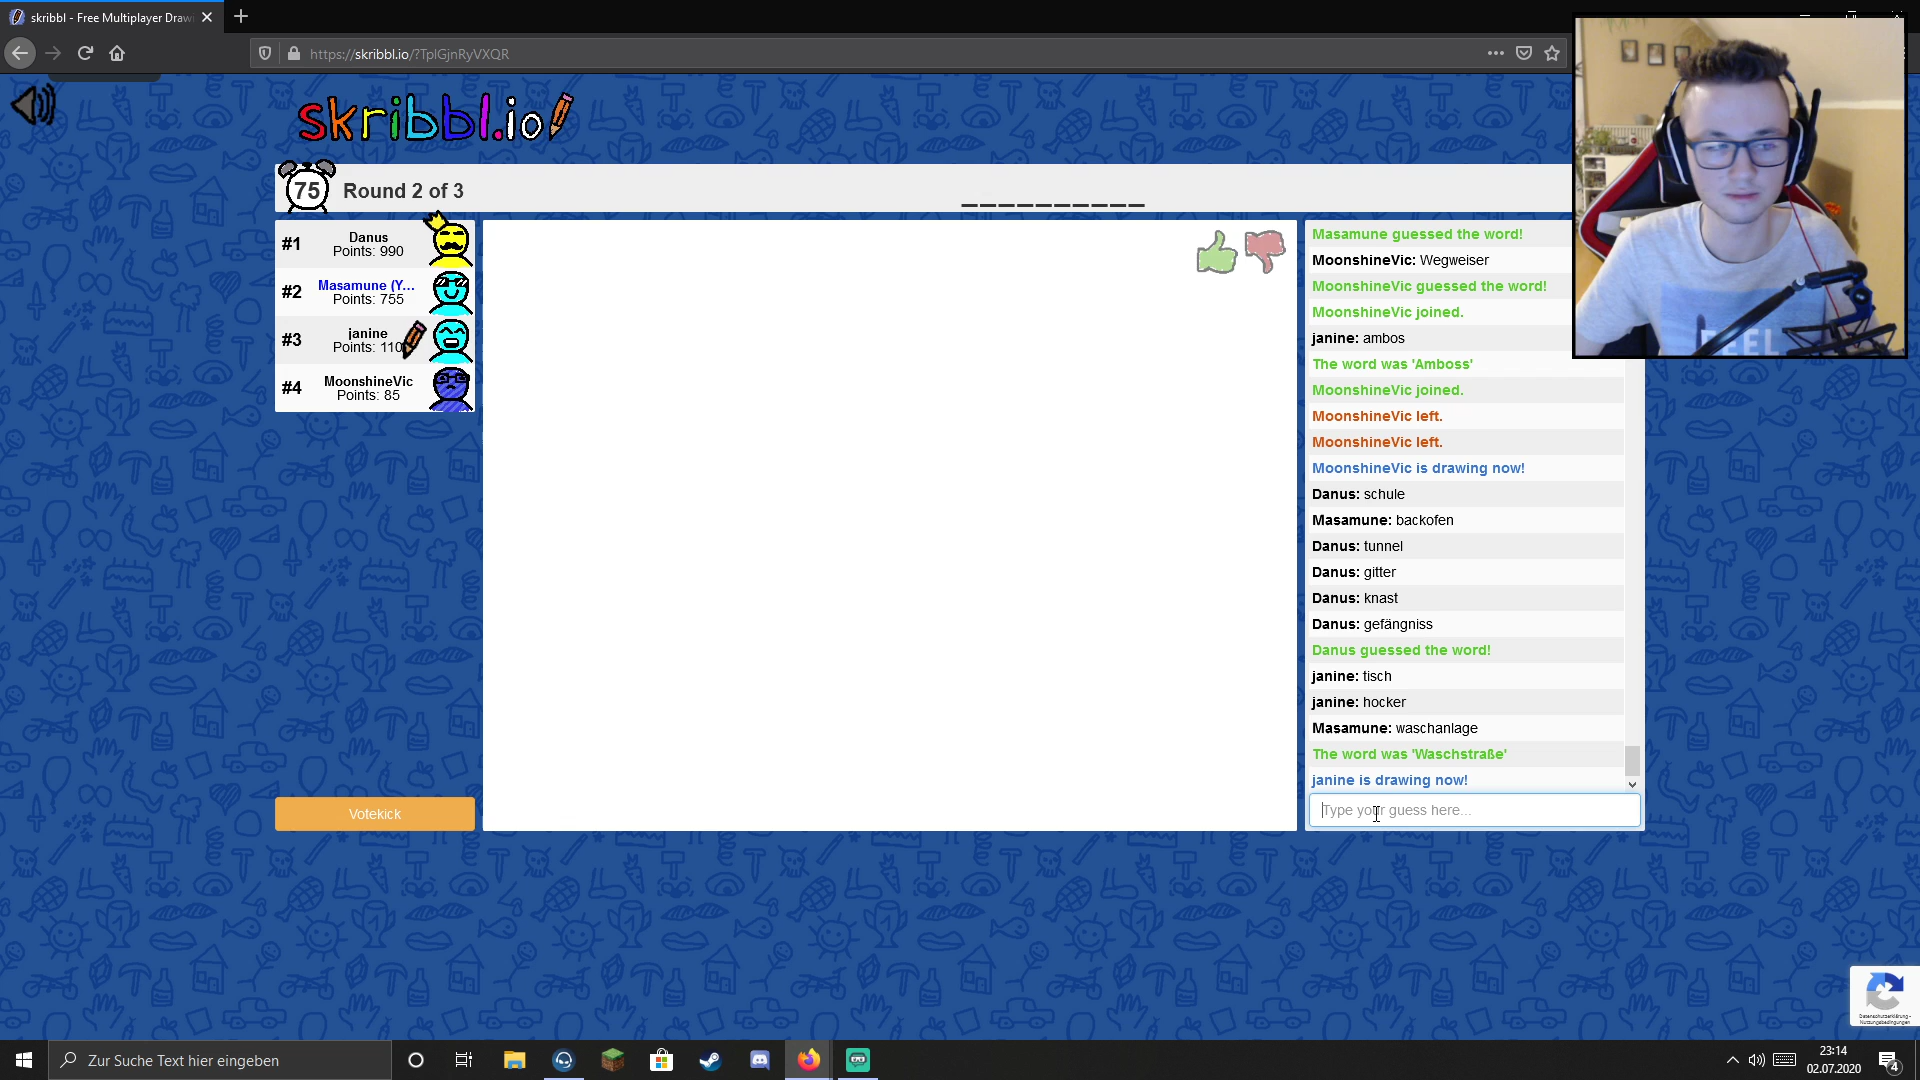 skribbl - Free Multiplayer Draw
https://skribbl.io/?TplGjnRyVXQR
skribbl.io
75
Round 2 of 3
__________
#1
Danus
Points: 990
#2
Masamune (Y...
Points: 755
#3
janine
Points: 110
#4
MoonshineVic
Points: 85
Votekick
Masamune guessed the word!
MoonshineVic: Wegweiser
MoonshineVic guessed the word!
MoonshineVic joined.
janine: ambos
The word was 'Amboss'
MoonshineVic joined.
MoonshineVic left.
MoonshineVic left.
MoonshineVic is drawing now!
Danus: schule
Masamune: backofen
Danus: tunnel
Danus: gitter
Danus: knast
Danus: gefängniss
Danus guessed the word!
janine: tisch
janine: hocker
Masamune: waschanlage
The word was 'Waschstraße'
janine is drawing now!
Type your guess here...
FEEL
Datenschutzerklärung -
Nutzungsbedingungen
Zur Suche Text hier eingeben
23:14
02.07.2020
4